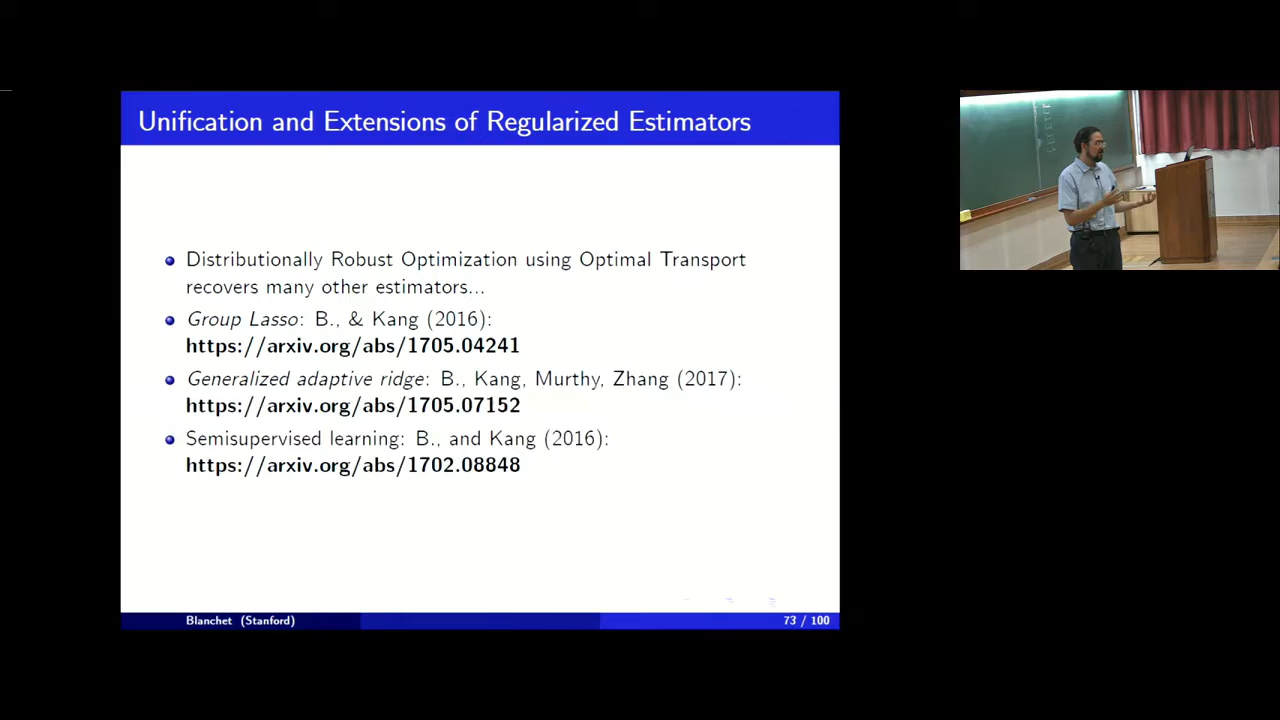 Unification and Extensions of Regularized Estimators
Distributionally Robust Optimization using Optimal Transport
recovers many other estimators...
Group Lasso: B., & Kang (2016):
https://arxiv.org/abs/1705.04241
Generalized adaptive ridge: B., Kang, Murthy, Zhang (2017):
https://arxiv.org/abs/1705.07152
Semisupervised learning: B., and Kang (2016):
https://arxiv.org/abs/1702.08848
Blanchet (Stanford)
73 / 100